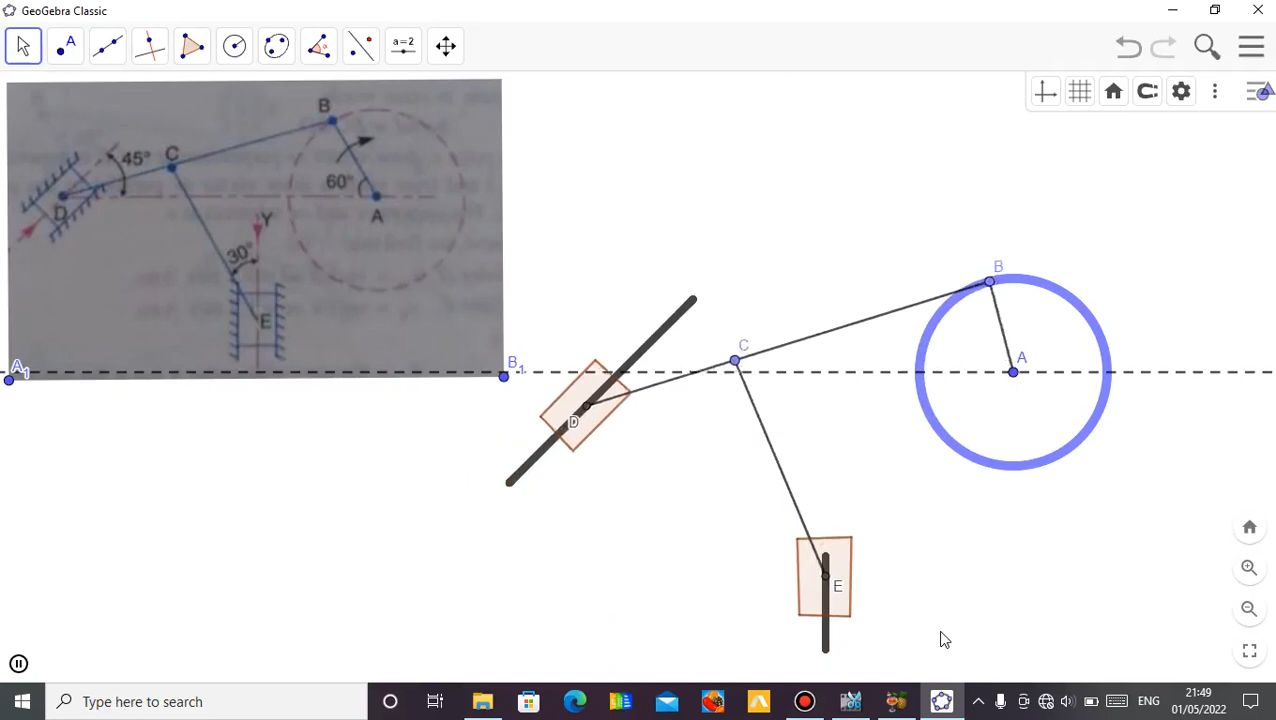 GeoGebra Classic
A
a=2
B
C
45°
60°
D
A
Y
30°
E
A₁
B₁
B
C
A
D
E
Type here to search
ENG
21:49
01/05/2022